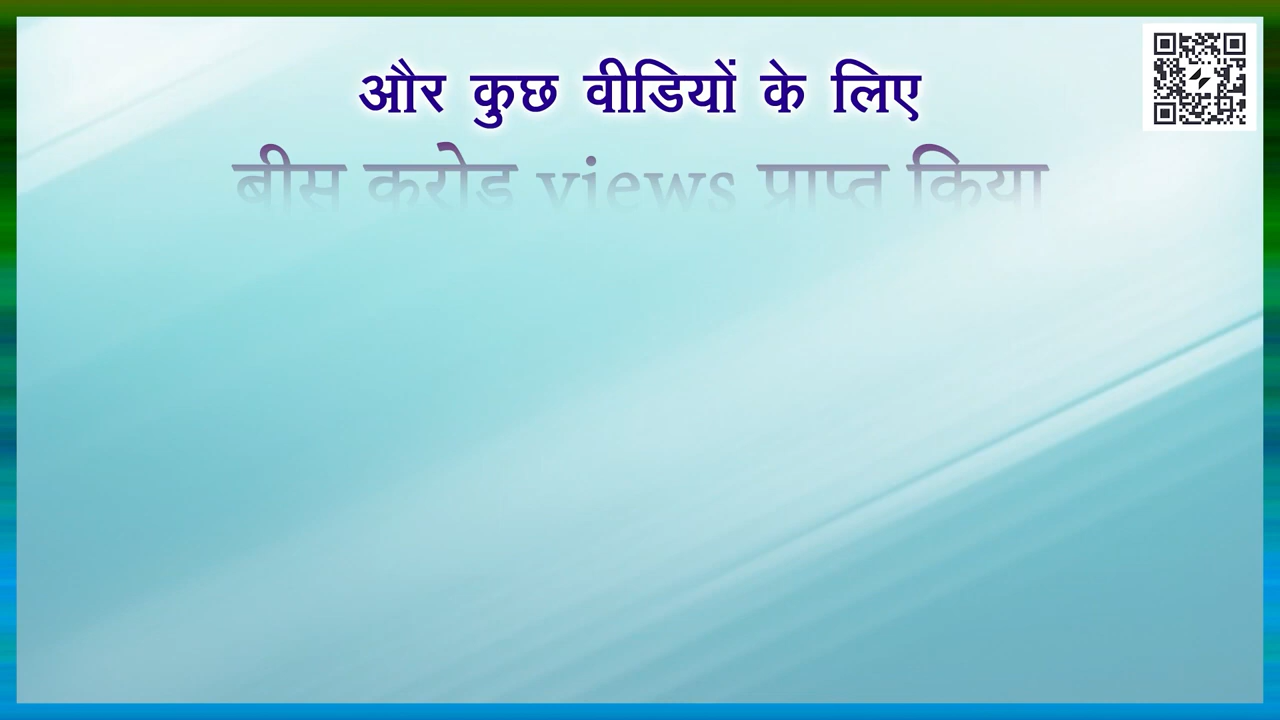 और कुछ वीडियों के लिए
बीस करोड़ views प्राप्त किया